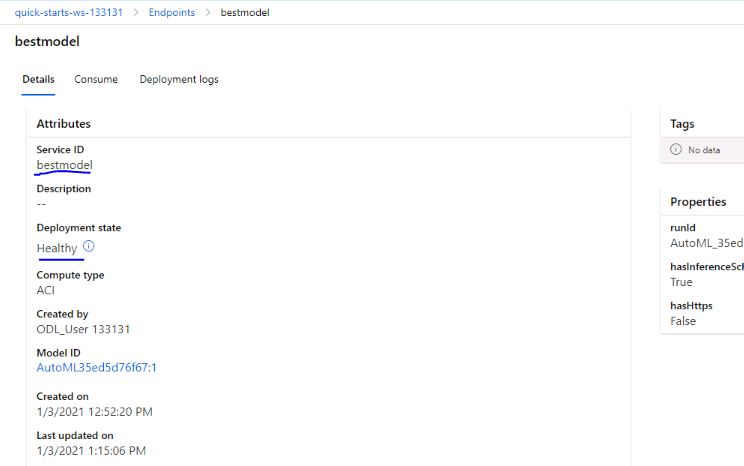 quick-starts-ws-133131 > Endpoints > bestmodel
bestmodel
Details Consume Deployment logs
Attributes
Service ID
bestmodel
Description
--
Deployment state
Healthy
Compute type
ACI
Created by
ODL_User 133131
Model ID
AutoML35ed5d76f67:1
Created on
1/3/2021 12:52:20 PM
Last updated on
1/3/2021 1:15:06 PM
Tags
No data
Properties
runId
AutoML_35ed
hasInferenceSch
True
hasHttps
False